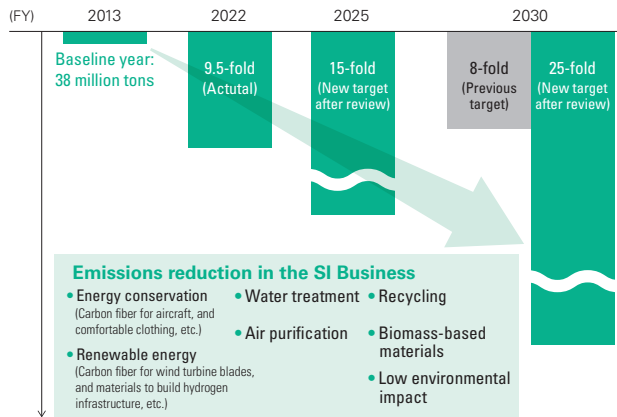 (FY) 2013 2022 2025 2030
Baseline year:
38 million tons
9.5-fold
(Actutal)
15-fold
(New target
after review)
8-fold
(Previous
target)
25-fold
(New target
after review)
Emissions reduction in the SI Business
• Energy conservation
(Carbon fiber for aircraft, and
comfortable clothing, etc.)
• Renewable energy
(Carbon fiber for wind turbine blades,
and materials to build hydrogen
infrastructure, etc.)
• Water treatment
• Air purification
• Recycling
• Biomass-based
materials
• Low environmental
impact